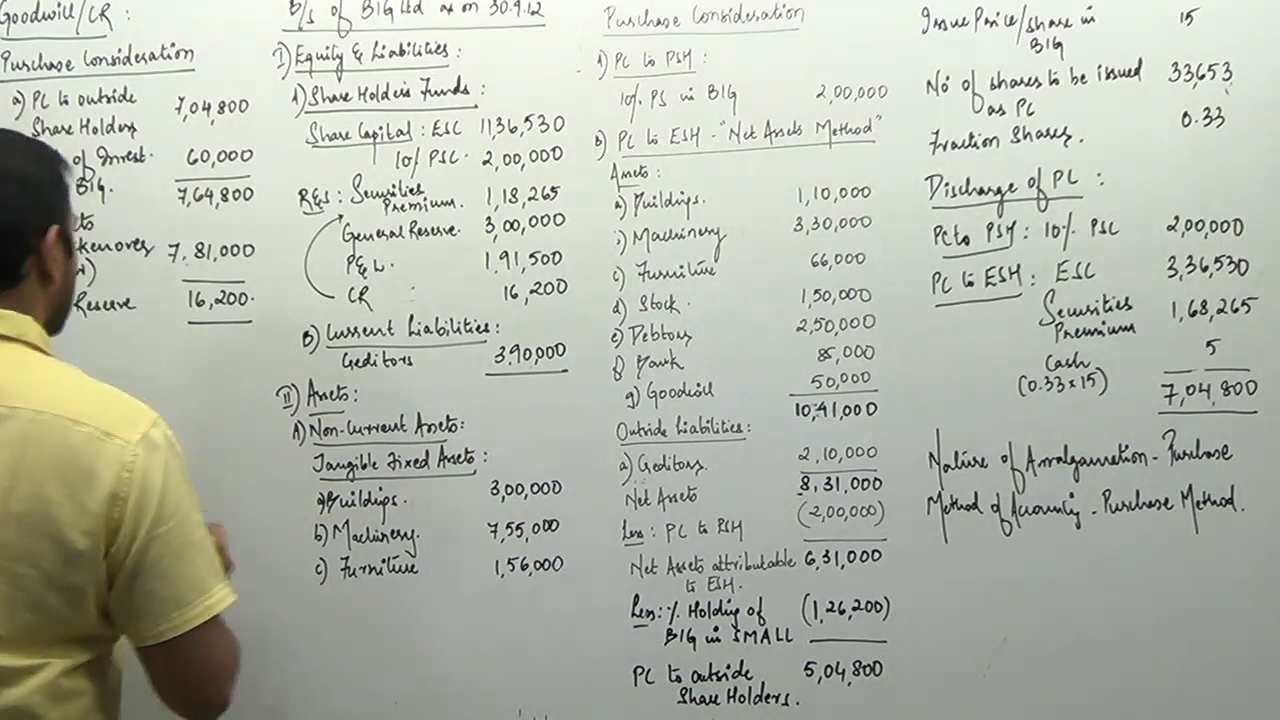 Goodwill/CR:
Purchase Consideration
a) PC to outside 7,04,800
Share Holders
of Invest. 60,000
BIG. 7,64,800
ts
kenover 7,81,000
Reserve 16,200.
B/S of BIG Ltd as on 30.9.12
I) Equity & Liabilities:
A) Share Holders Funds:
Share Capital: ESC 11,36,530
10% PSC. 2,00,000
R&S: Securities Premium. 1,18,265
General Reserve. 3,00,000
P&L. 1,91,500
CR 16,200
B) Current Liabilities:
Creditors 3,90,000
II) Assets:
A) Non-Current Assets:
Tangible Fixed Assets:
a) Buildings. 3,00,000
b) Machinery. 7,55,000
c) Furniture 1,56,000
Purchase Consideration
1) PC to PSH:
10% PS in BIG 2,00,000
B) PC to ESH - "Net Assets Method"
Assets:
a) Buildings. 1,10,000
Machinery 3,30,000
c) Furniture 66,000
d) Stock. 1,50,000
e) Debtors 2,50,000
f) Bank 85,000
g) Goodwill 50,000
10,41,000
Outside Liabilities:
a) Creditors. 2,10,000
Net Assets 8,31,000
Less: PC to PSH (2,00,000)
Net Assets attributable 6,31,000
to ESH.
Less: % Holding of (1,26,200)
BIG in SMALL
PC to outside 5,04,800
Share Holders.
Issue Price/share in 15
BIG
No of shares to be issued 33,653
as PC
Fraction Shares. 0.33
Discharge of PC:
PC to PSH: 10% PSC 2,00,000
PC to ESH: ESC 3,36,530
Securities 1,68,265
Premium
Cash 5
(0.33x15)
7,04,800
Nature of Amalgamation - Purchase
Method of Accounting - Purchase Method.